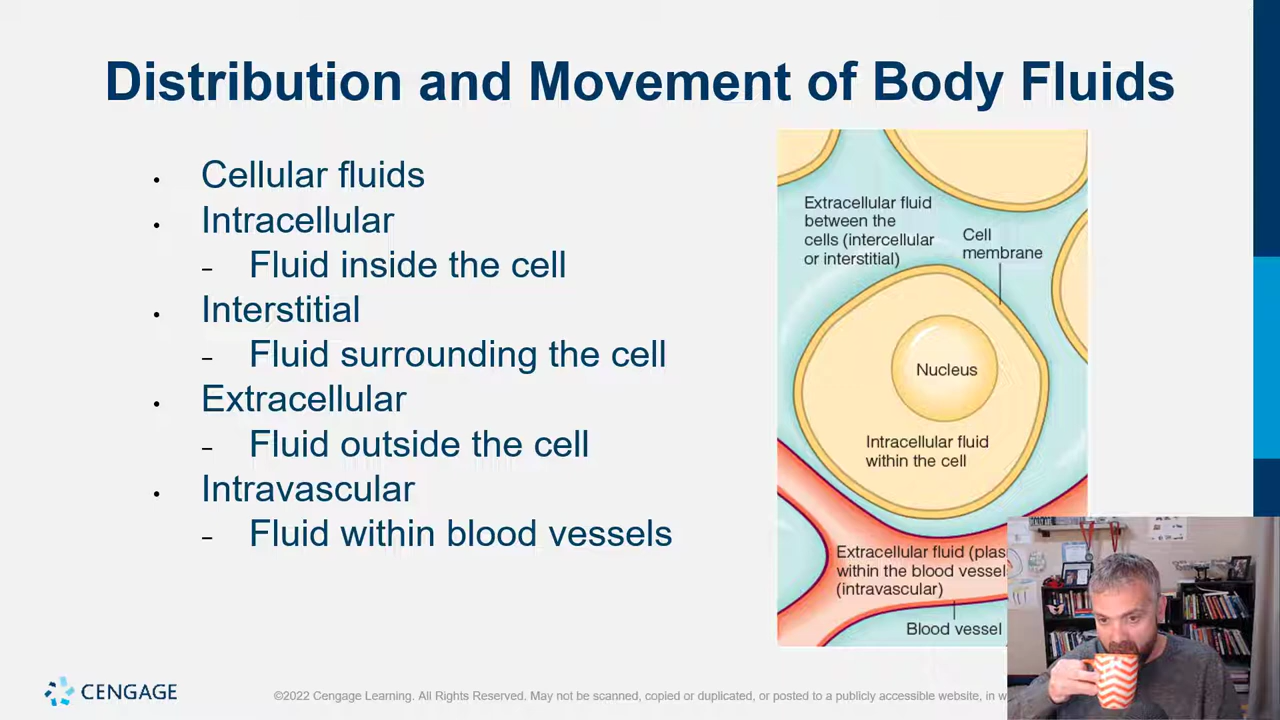 Distribution and Movement of Body Fluids
• Cellular fluids
• Intracellular
– Fluid inside the cell
• Interstitial
– Fluid surrounding the cell
• Extracellular
– Fluid outside the cell
• Intravascular
– Fluid within blood vessels
Extracellular fluid
between the
cells (intercellular
or interstitial)
Cell
membrane
Nucleus
Intracellular fluid
within the cell
Extracellular fluid (plas
within the blood vessel
(intravascular)
Blood vessel
CENGAGE
©2022 Cengage Learning. All Rights Reserved. May not be scanned, copied or duplicated, or posted to a publicly accessible website, in w